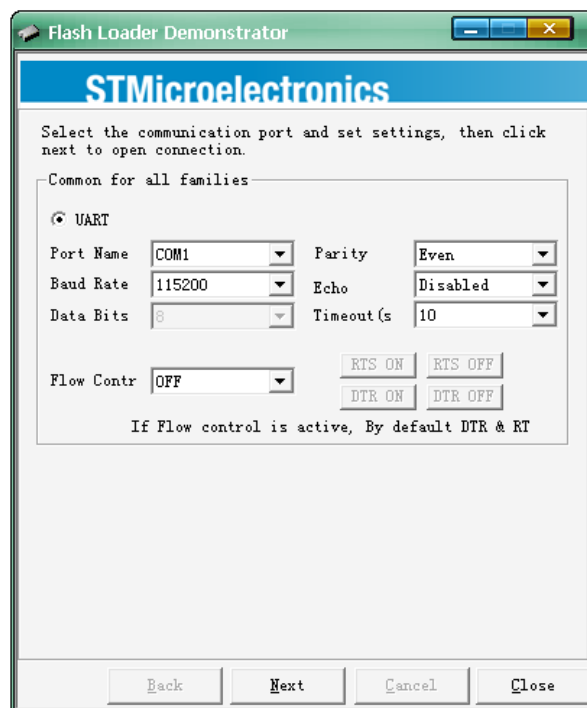 Flash Loader Demonstrator
STMicroelectronics
Select the communication port and set settings, then click
next to open connection.
Common for all families
UART
Port Name COM1 Parity Even
Baud Rate 115200 Echo Disabled
Data Bits 8 Timeout(s 10
RTS ON RTS OFF
Flow Contr OFF
DTR ON DTR OFF
If Flow control is active, By default DTR & RT
Back Next Cancel Close